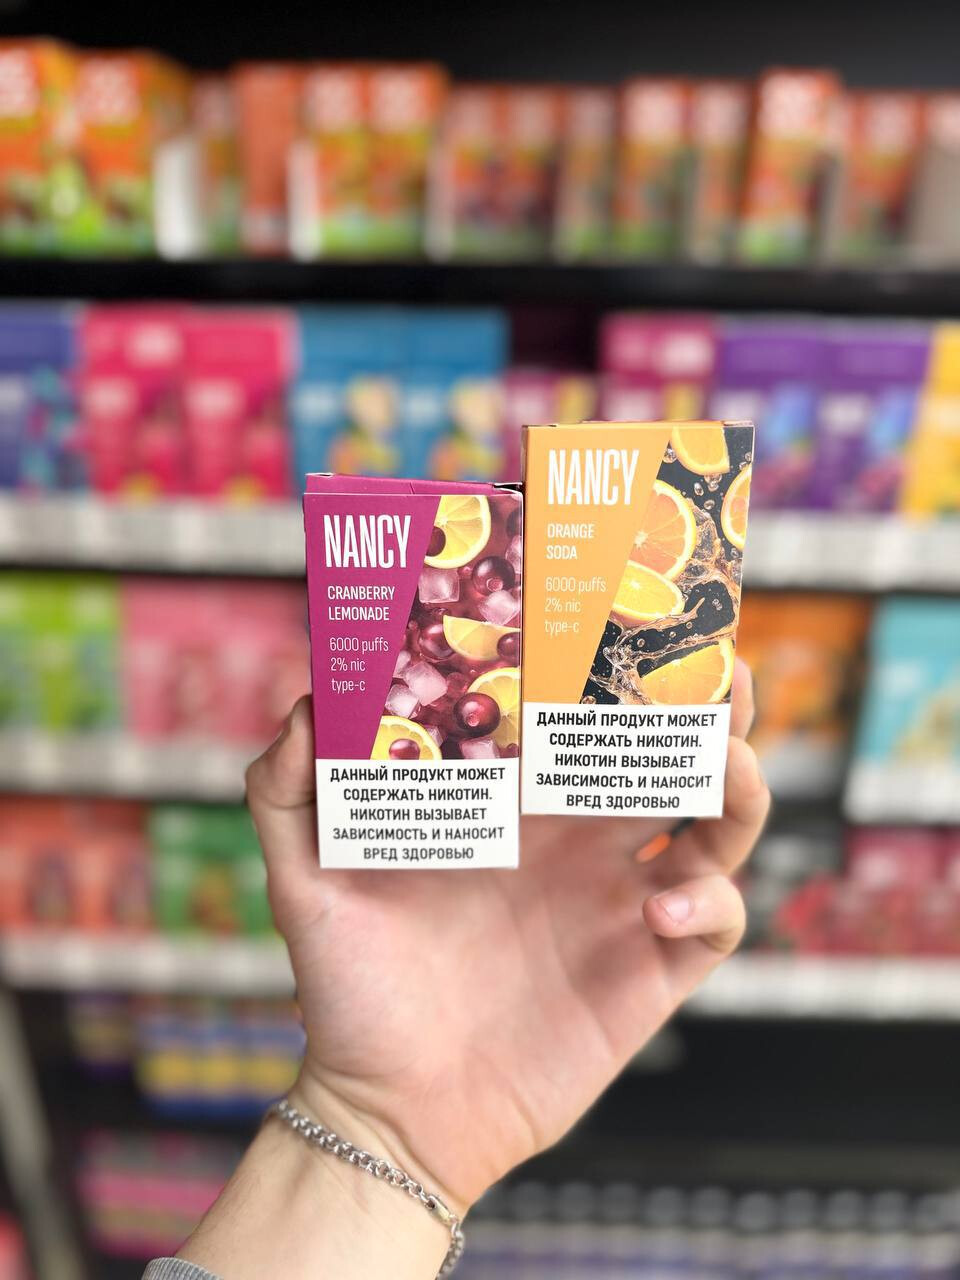 NANCY
CRANBERRY
LEMONADE
6000 puffs
2% nic
type-c
ДАННЫЙ ПРОДУКТ МОЖЕТ
СОДЕРЖАТЬ НИКОТИН.
НИКОТИН ВЫЗЫВАЕТ
ЗАВИСИМОСТЬ И НАНОСИТ
ВРЕД ЗДОРОВЬЮ
NANCY
ORANGE
SODA
6000 puffs
2% nic
type-c
ДАННЫЙ ПРОДУКТ МОЖЕТ
СОДЕРЖАТЬ НИКОТИН.
НИКОТИН ВЫЗЫВАЕТ
ЗАВИСИМОСТЬ И НАНОСИТ
ВРЕД ЗДОРОВЬЮ